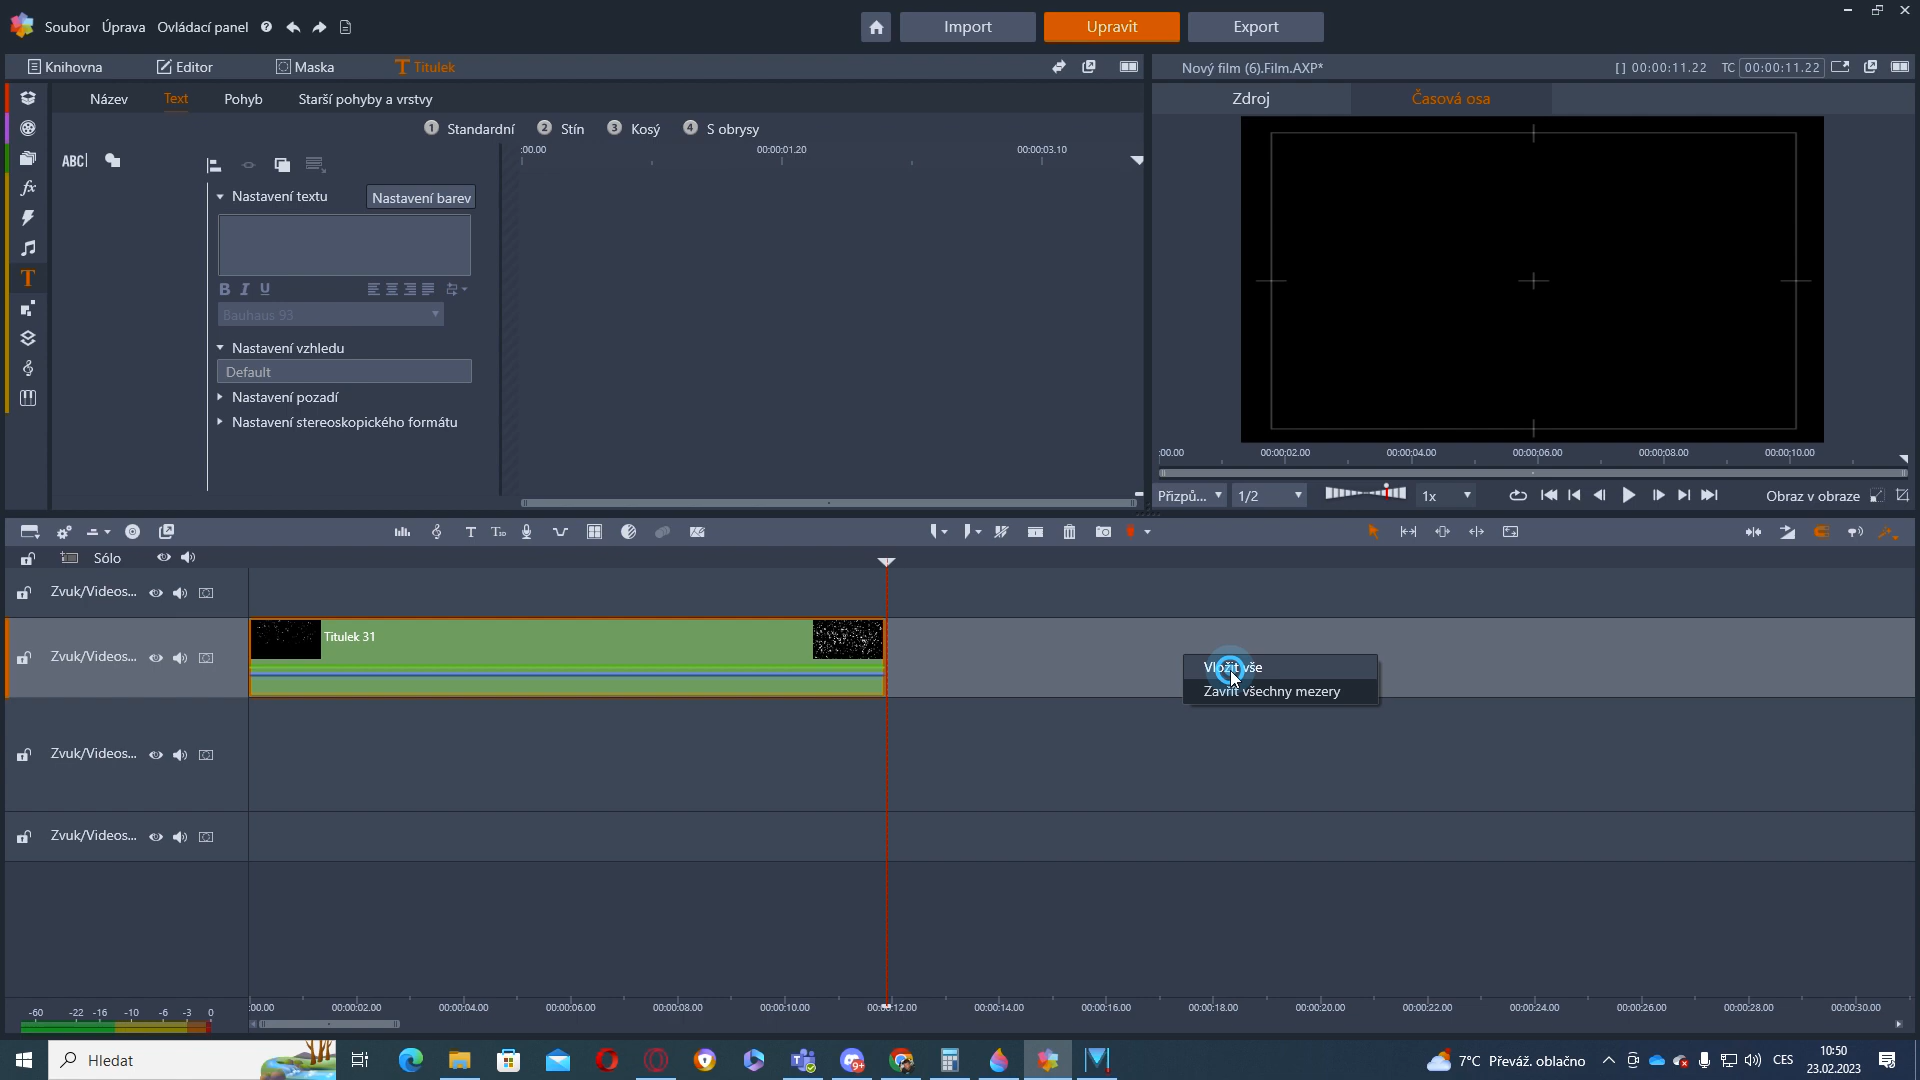 Soubor Úprava Ovládací panel
Import Upravit Export
Knihovna Editor Maska Titulek
Nový film (6).Film.AXP* [] 00:00:11.22 TC 00:00:11.22
Název Text Pohyb Starší pohyby a vrstvy
Zdroj Časová osa
1 Standardní 2 Stín 3 Kosý 4 S obrysy
:00.00 00:00:01.20 00:00:03.10
ABC
Nastavení textu Nastavení barev
B I U
Bauhaus 93
Nastavení vzhledu
Default
Nastavení pozadí
Nastavení stereoskopického formátu
:00.00 00:00:02.00 00:00:04.00 00:00:06.00 00:00:08.00 00:00:10.00
Přizpů... 1/2 1x Obraz v obraze
Sólo
Zvuk/Videos...
Zvuk/Videos... Titulek 31
Vložit vše
Zavřít všechny mezery
Zvuk/Videos...
Zvuk/Videos...
-60 -22 -16 -10 -6 -3 0
:00.00 00:00:02.00 00:00:04.00 00:00:06.00 00:00:08.00 00:00:10.00 00:00:12.00 00:00:14.00 00:00:16.00 00:00:18.00 00:00:20.00 00:00:22.00 00:00:24.00 00:00:26.00 00:00:28.00 00:00:30.00
Hledat 9+ 7°C Převáž. oblačno CES 10:50
23.02.2023